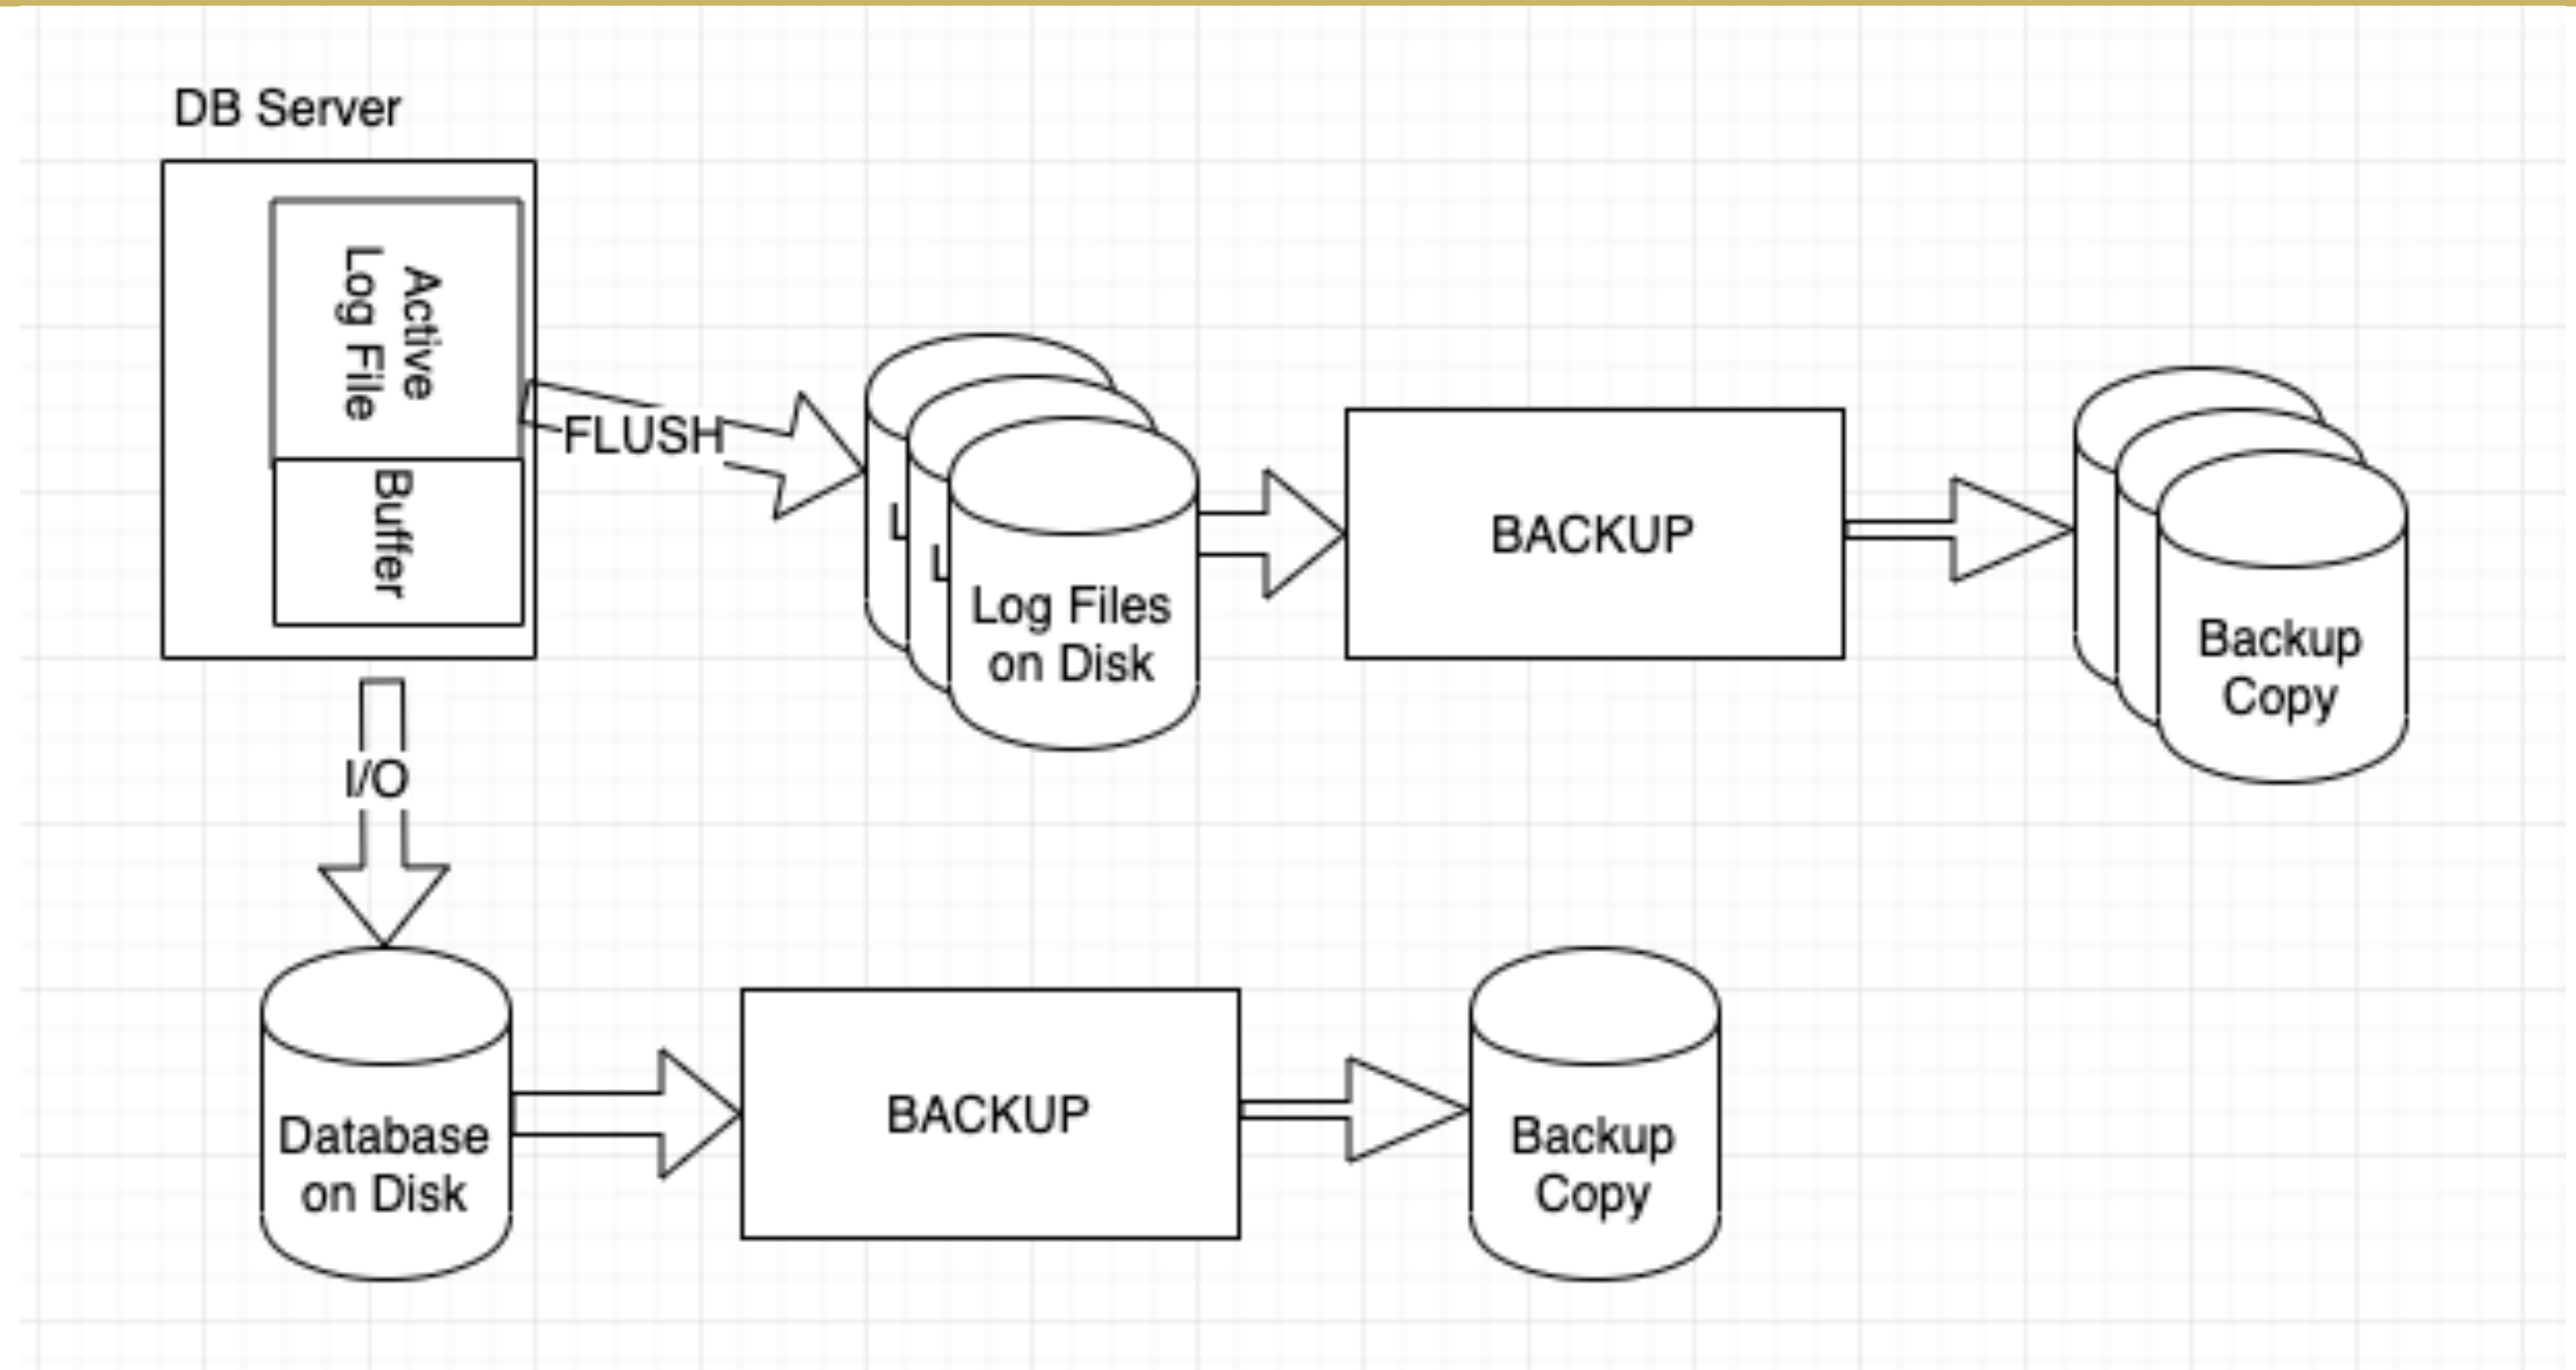 DB Server
Active
Log File
Buffer
FLUSH
L
L
Log Files
on Disk
BACKUP
Backup
Copy
I/O
Database
on Disk
BACKUP
Backup
Copy